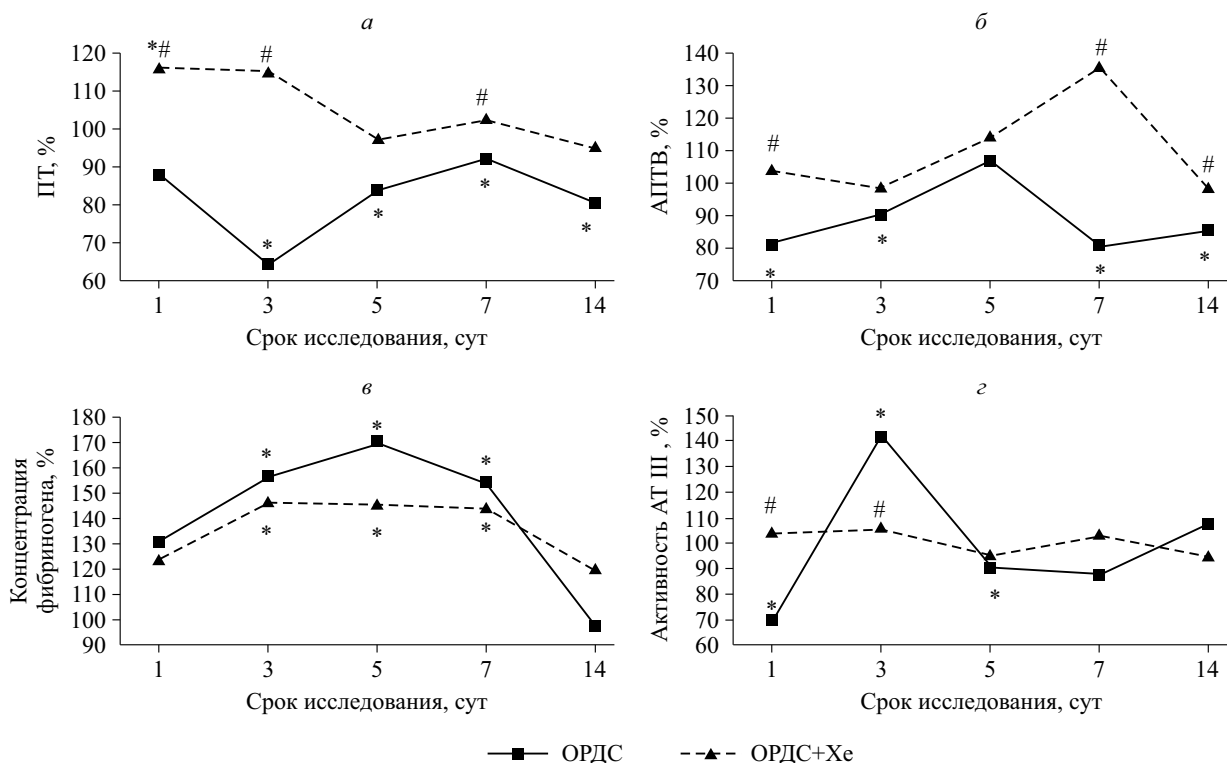 а
*# # #
120
110
100
90
80
70
60
ПТ, %
* * * *
1 3 5 7 14
Срок исследования, сут
б
# # #
140
130
120
110
100
90
80
70
АПТВ, %
* * * *
1 3 5 7 14
Срок исследования, сут
в
180
170
160
150
140
130
120
110
100
90
Концентрация
фибриногена, %
* * *
* * *
1 3 5 7 14
Срок исследования, сут
г
150
140
130
120
110
100
90
80
70
60
Активность АТ III , %
*
# #
* *
1 3 5 7 14
Срок исследования, сут
ОРДС ОРДС+Xe